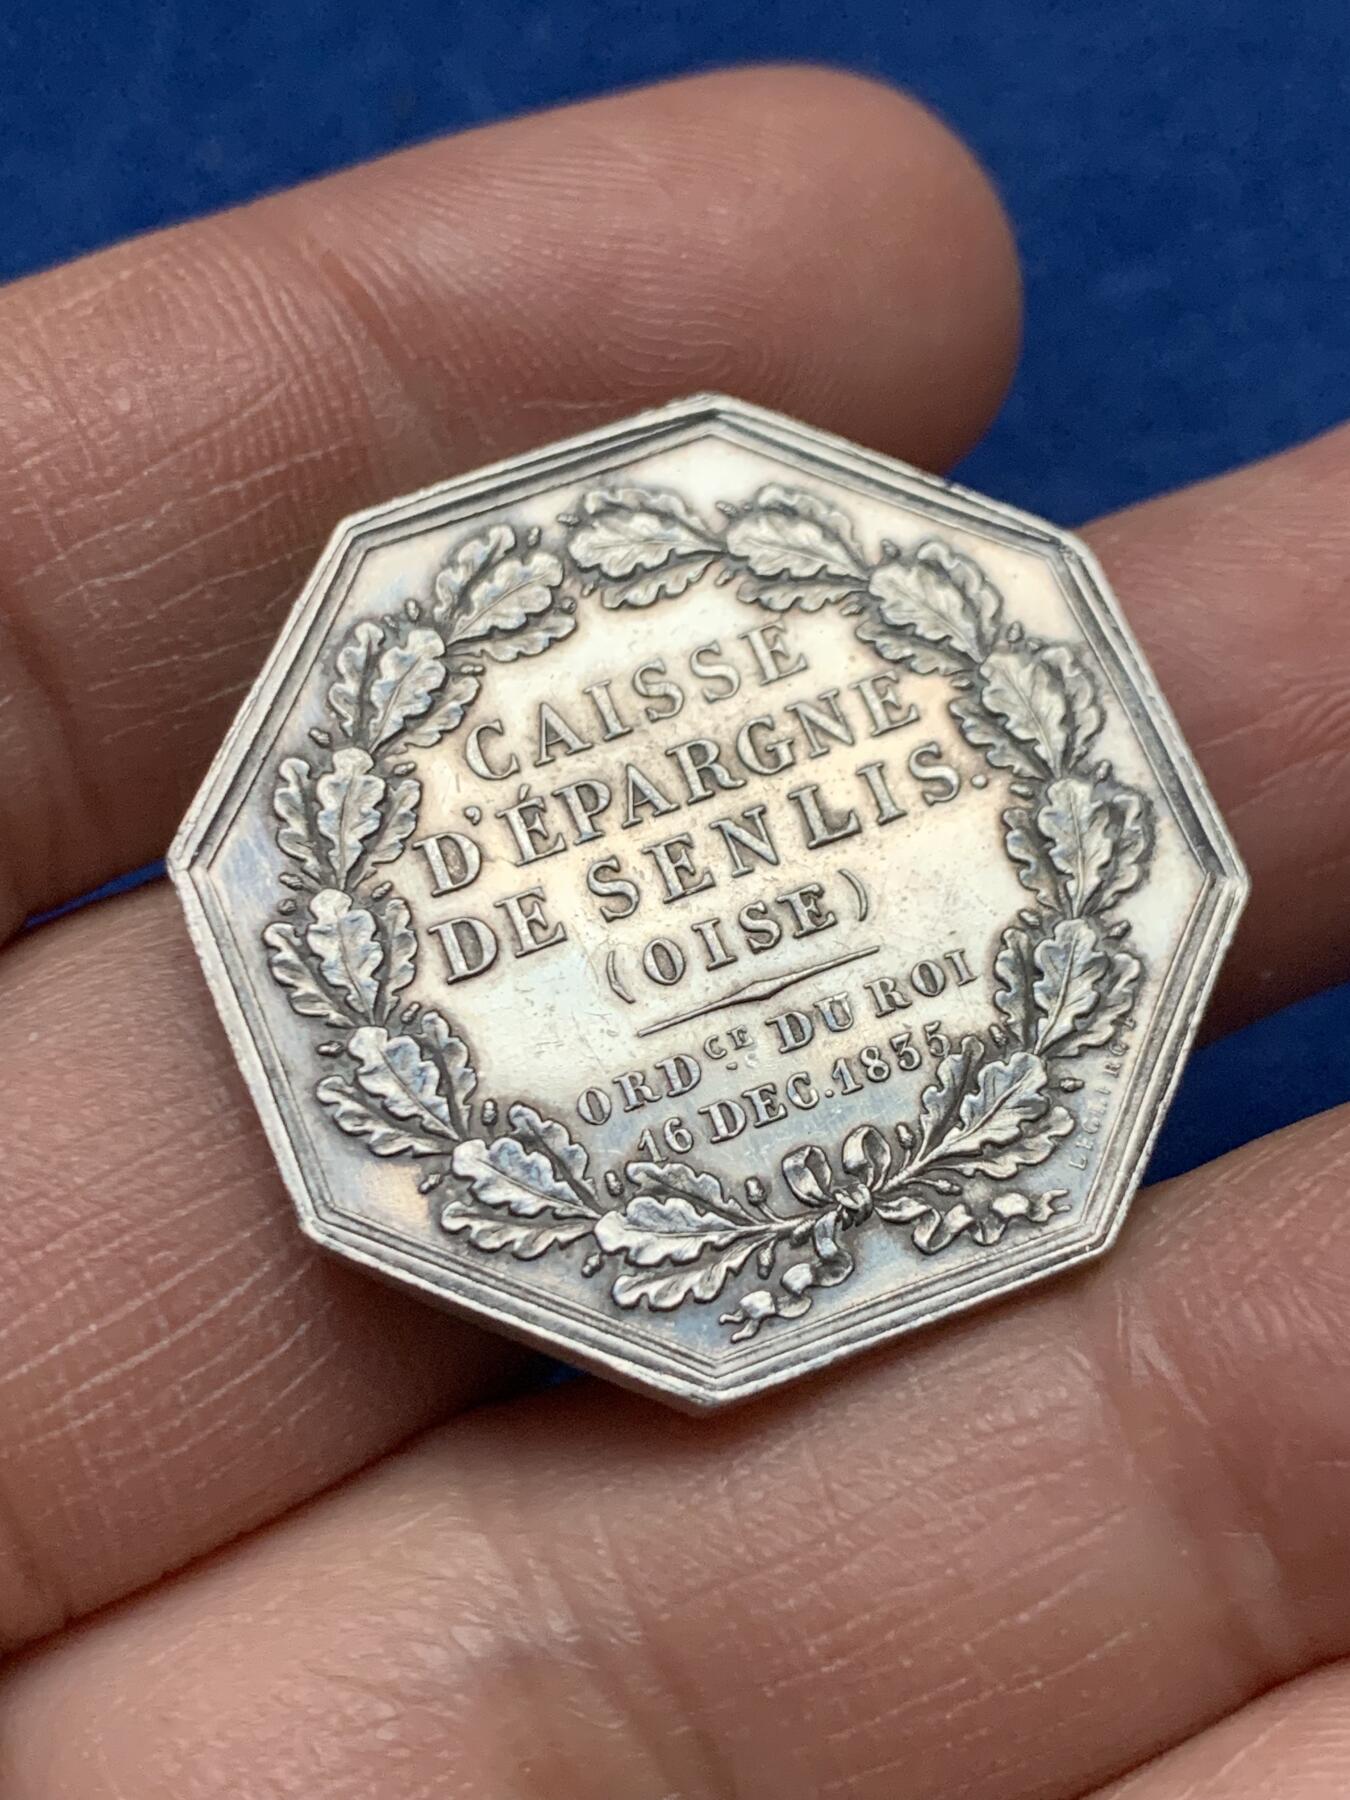 CAISSE
D'ÉPARGNE
DE SENLIS.
(OISE)
ORDCE DU ROI
16 DEC. 1835